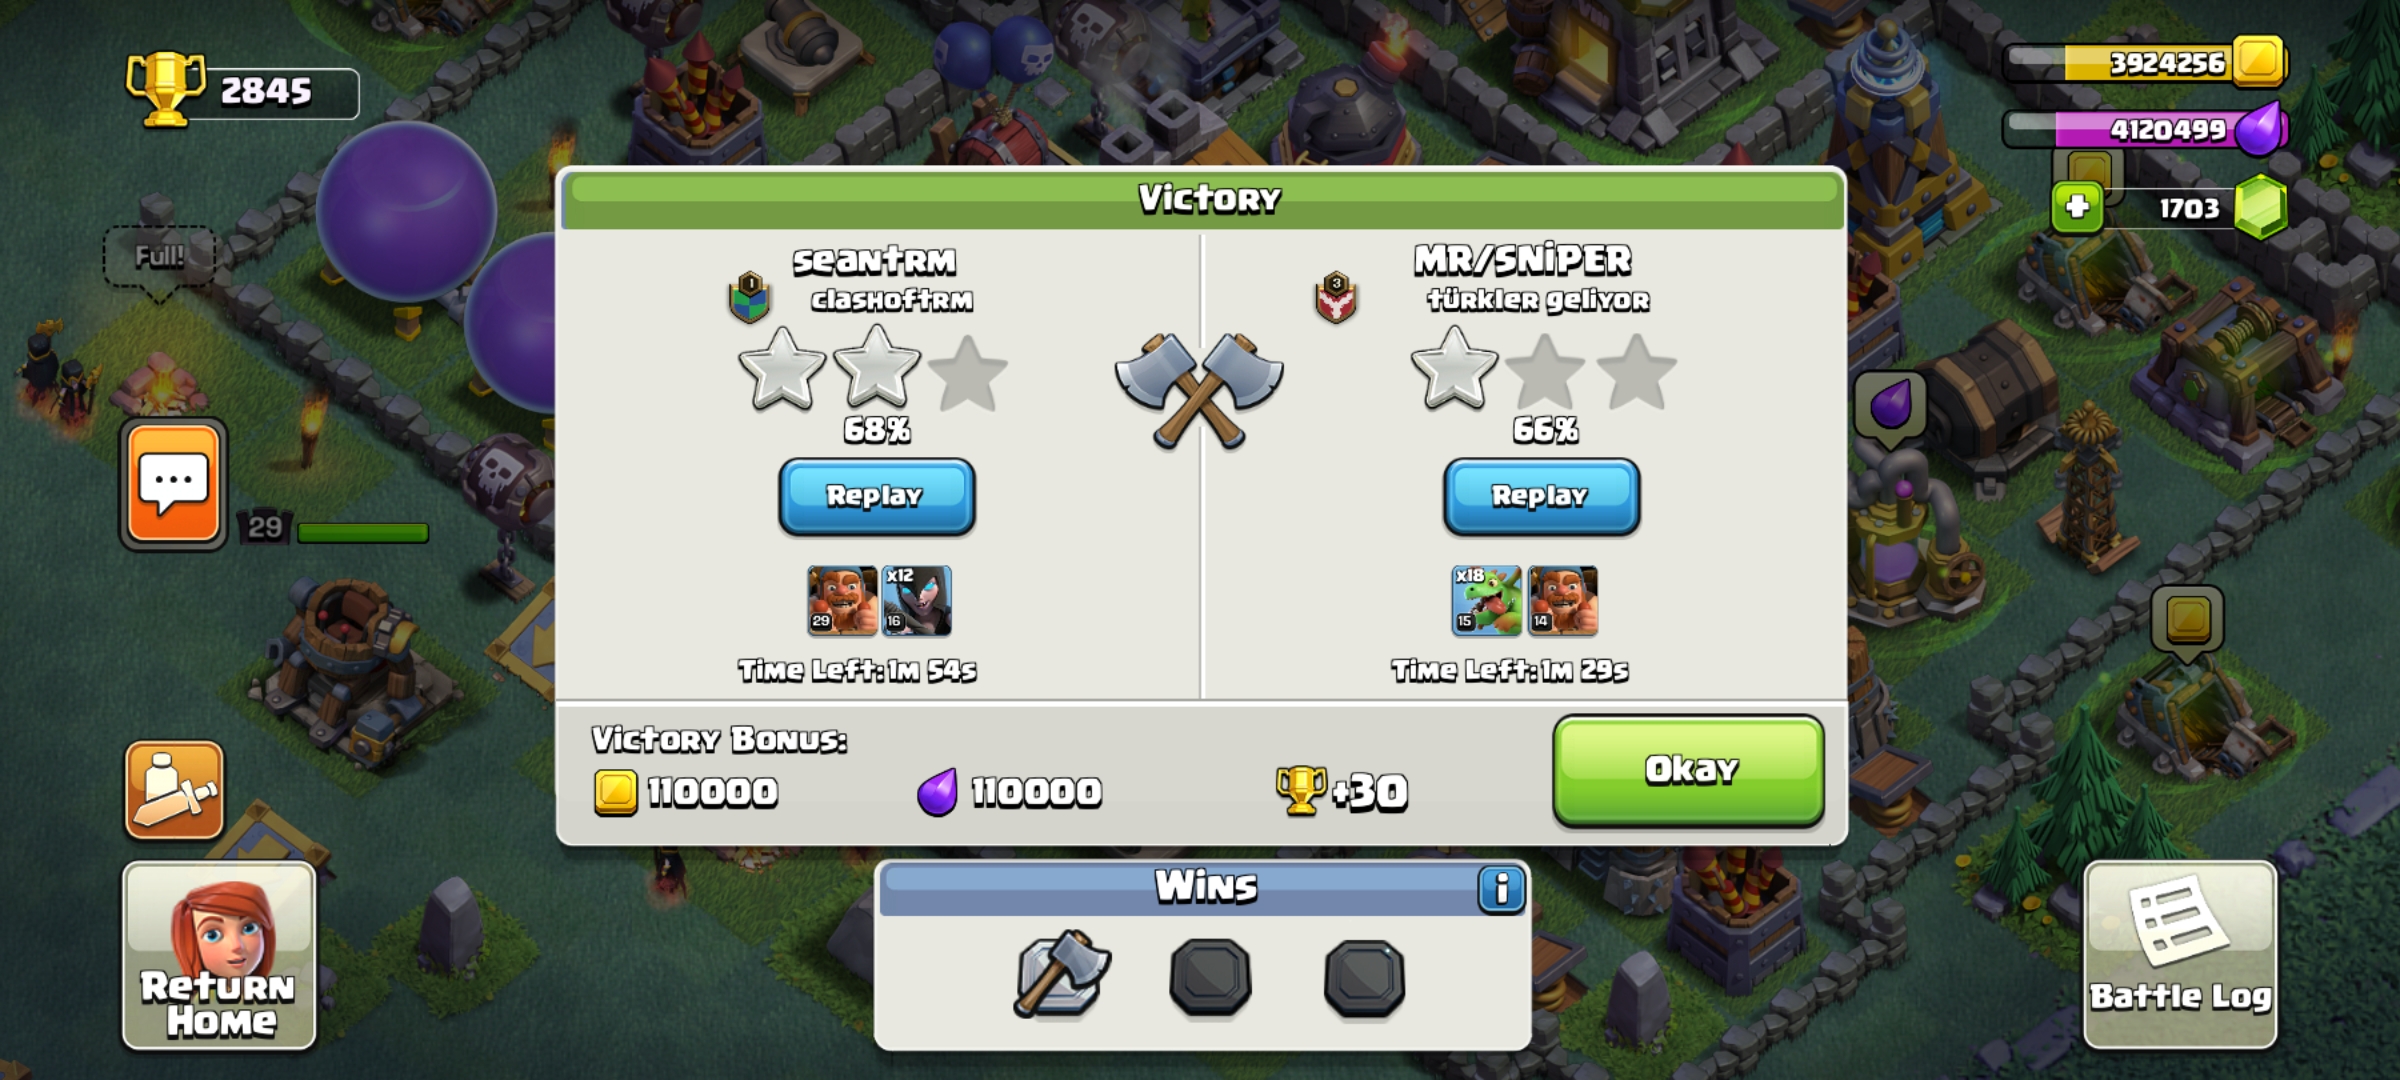 2845
3924256
4120499
1703
Full!
29
Victory
seantRM
clashoftRM
1
68%
Replay
29
x12
16
Time Left:1m 54s
MR/SNiPER
türkler geliyor
3
66%
Replay
x18
15
14
Time Left:1m 29s
Victory Bonus:
110000
110000
+30
Okay
Wins
i
Return
Home
Battle Log